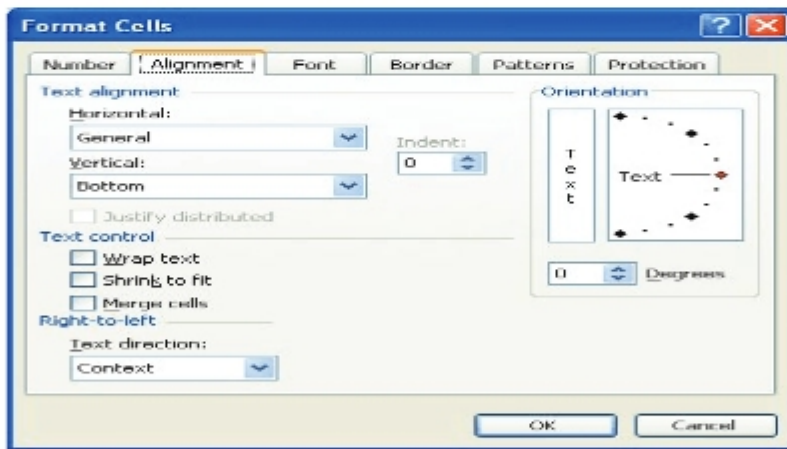 Format Cells
Number Alignment Font Border Patterns Protection
Text alignment
Horizontal:
General
Indent:
0
Vertical:
Bottom
Justify distributed
Text control
Wrap text
Shrink to fit
Merge cells
Right-to-left
Text direction:
Context
Orientation
Text
Text
0 Degrees
OK Cancel